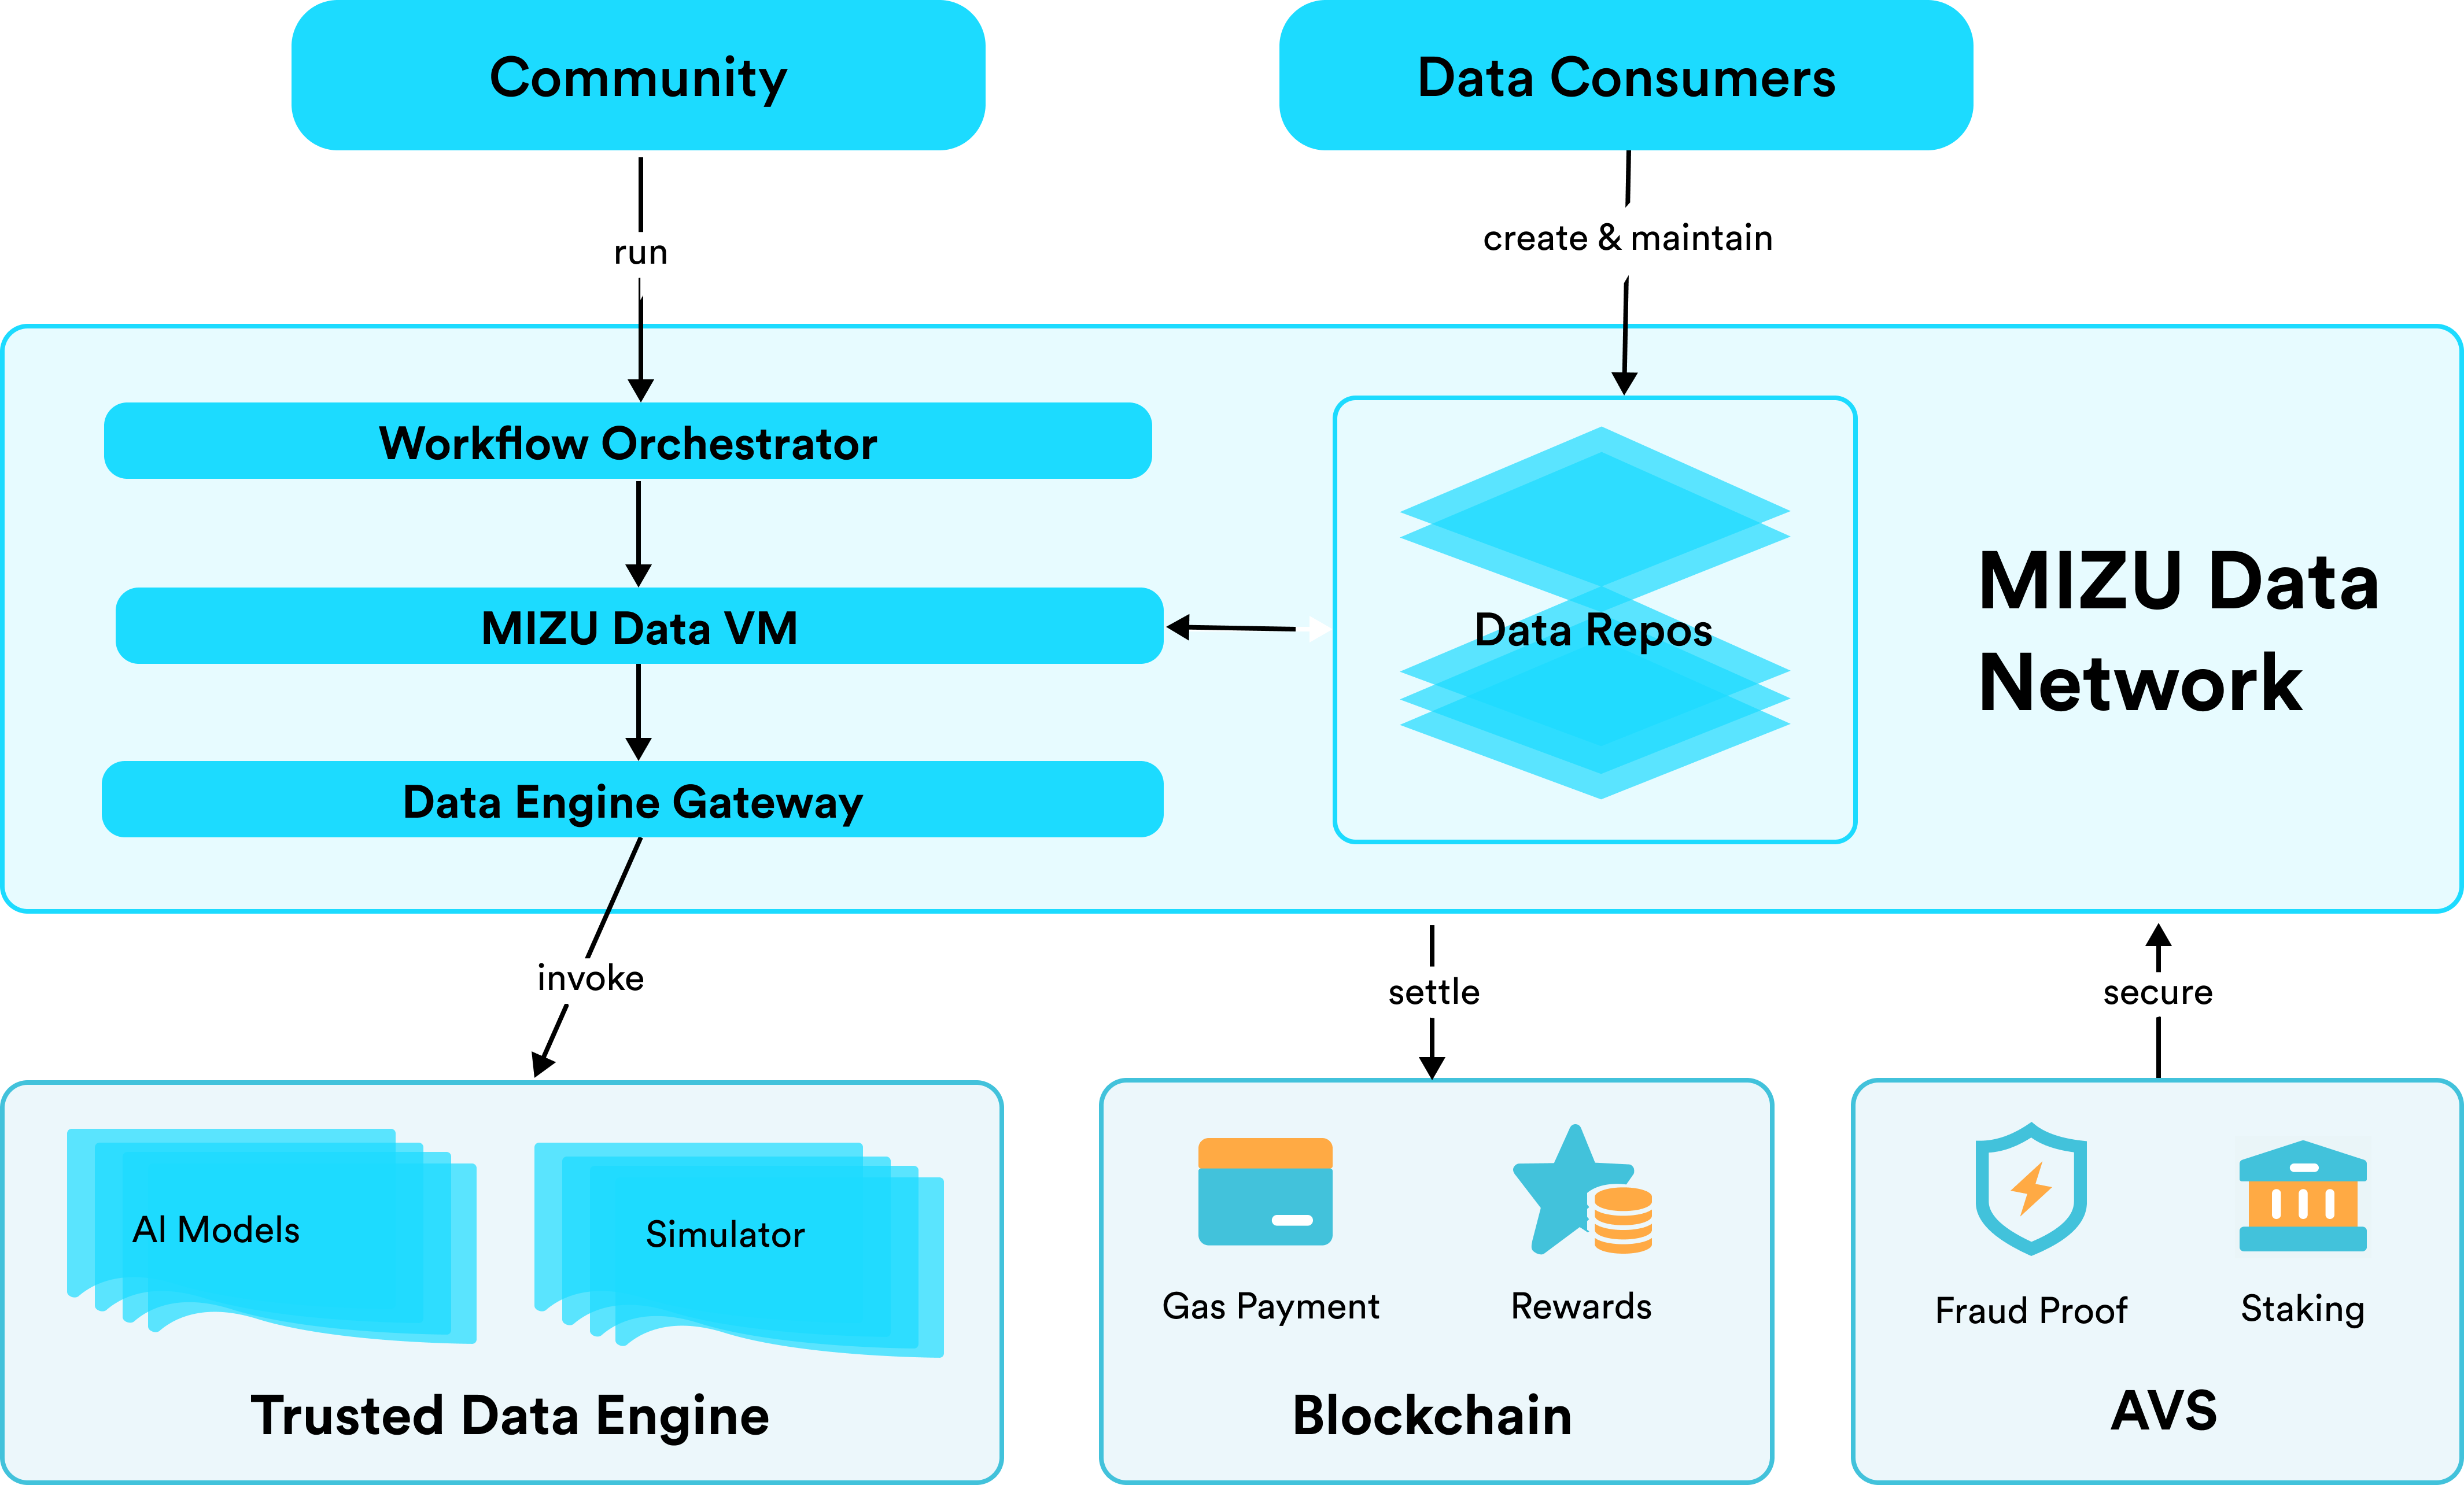 Community
Data Consumers
run
create & maintain
Workflow Orchestrator
MIZU Data VM
Data Engine Gateway
Data Repos
MIZU Data
Network
invoke
settle
secure
AI Models
Simulator
Trusted Data Engine
Gas Payment
Rewards
Blockchain
Fraud Proof
Staking
AVS